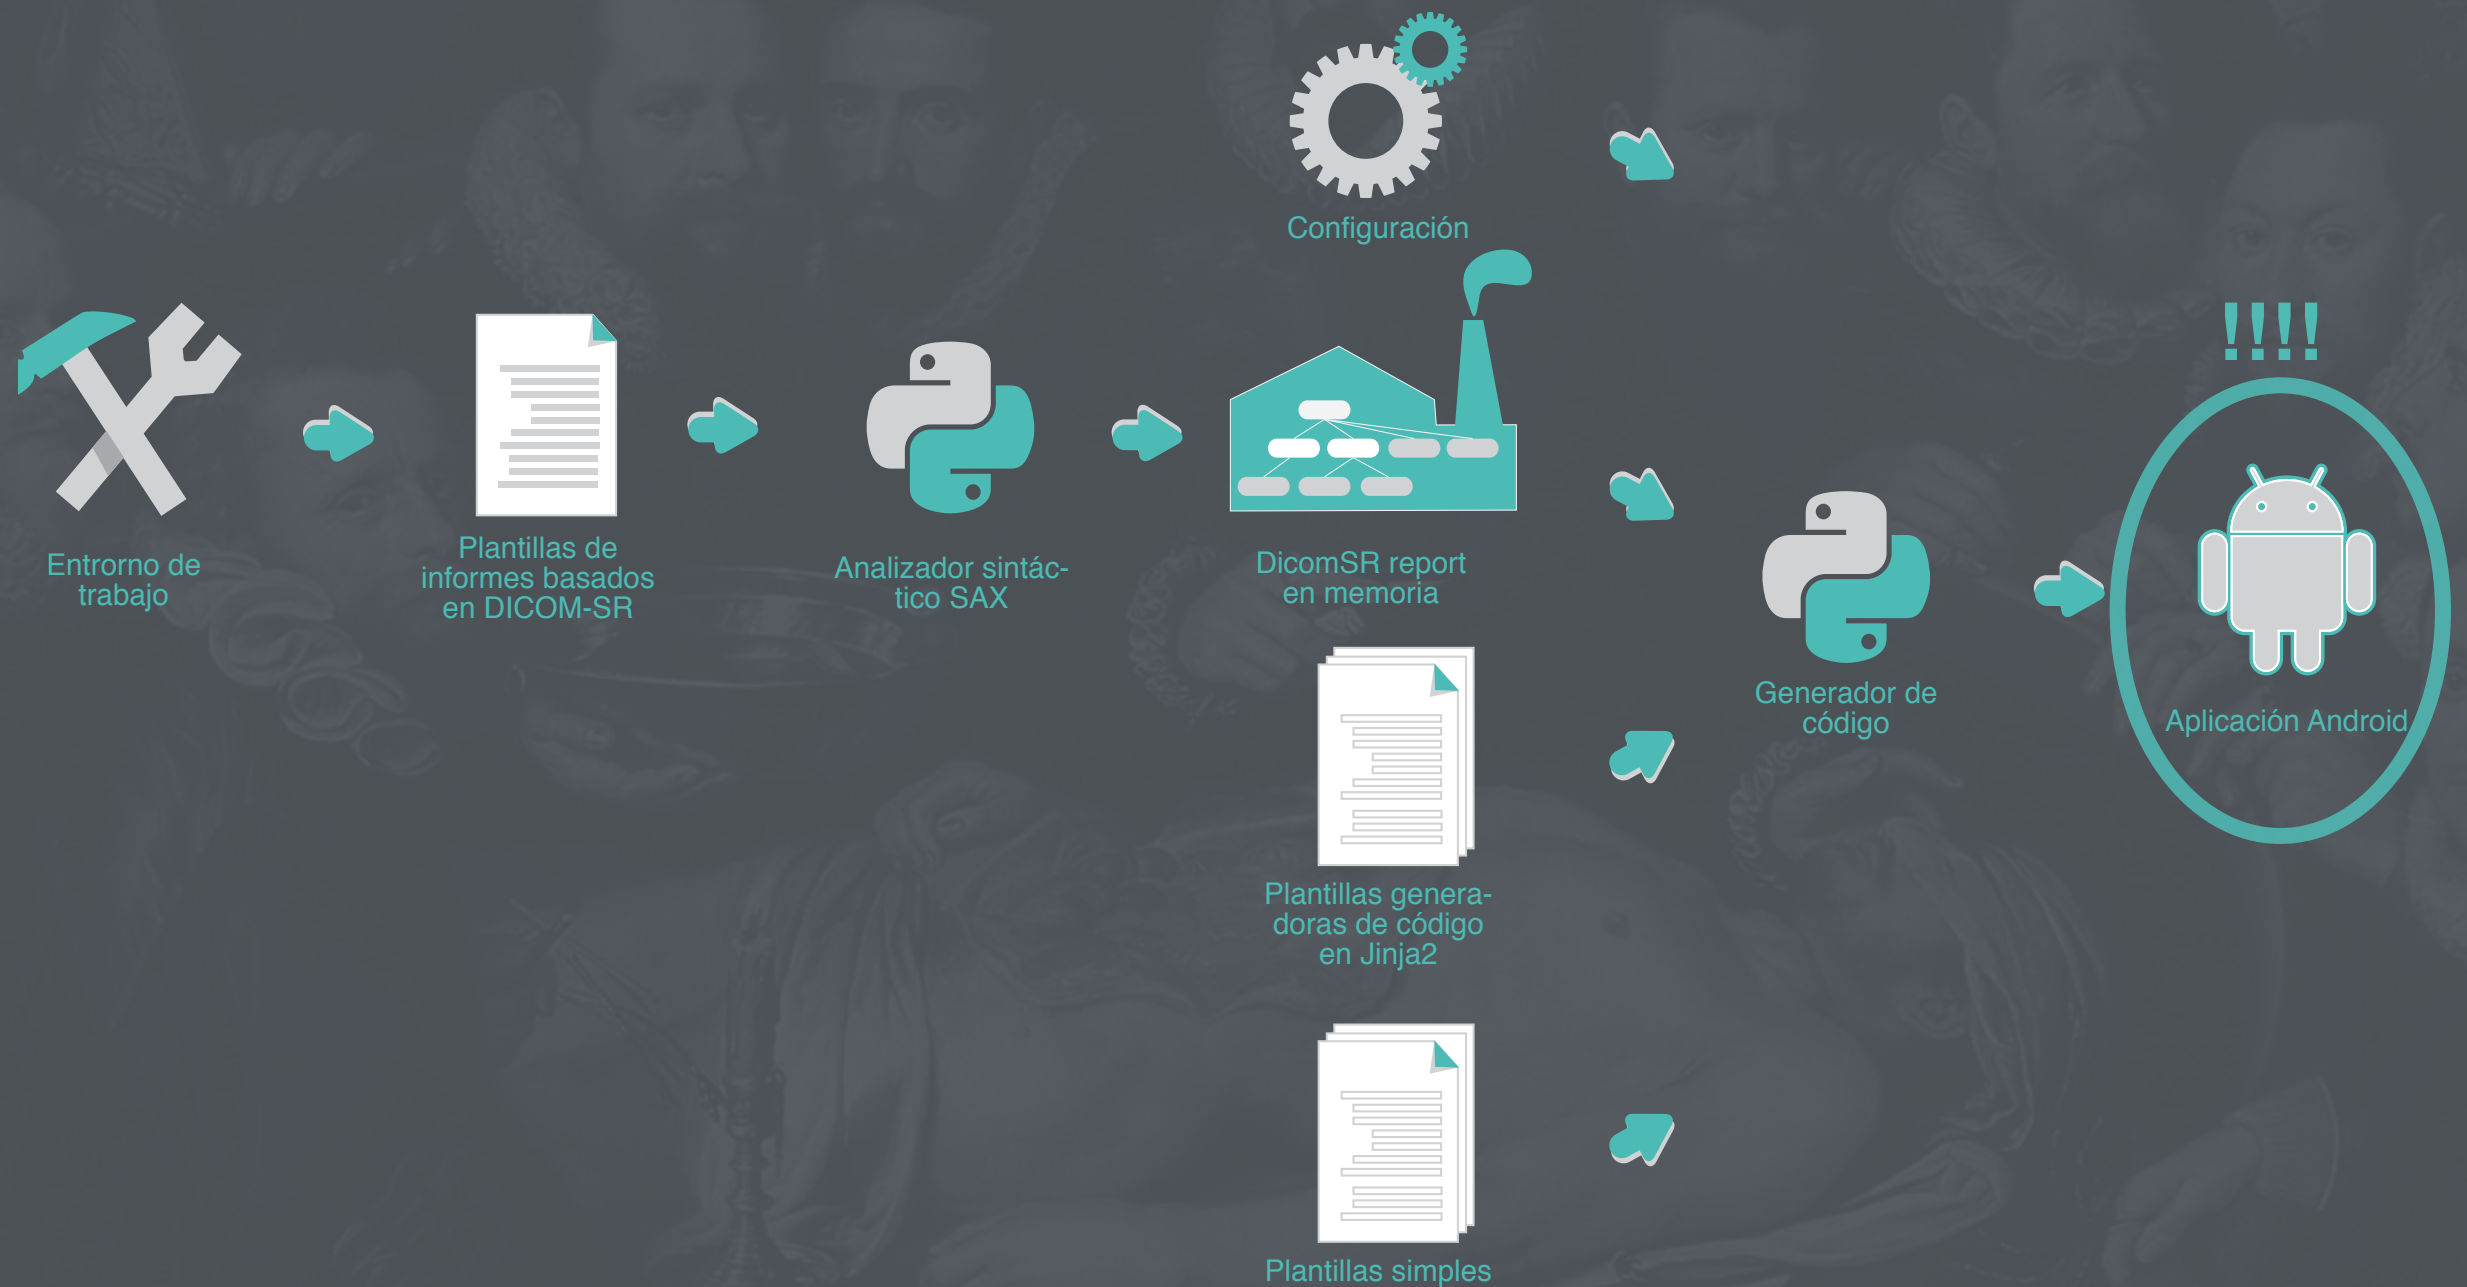 Configuración
!!!!
Entrorno de
trabajo
Plantillas de
informes basados
en DICOM-SR
Analizador sintác-
tico SAX
DicomSR report
en memoria
Generador de
código
Aplicación Android
Plantillas genera-
doras de código
en Jinja2
Plantillas simples